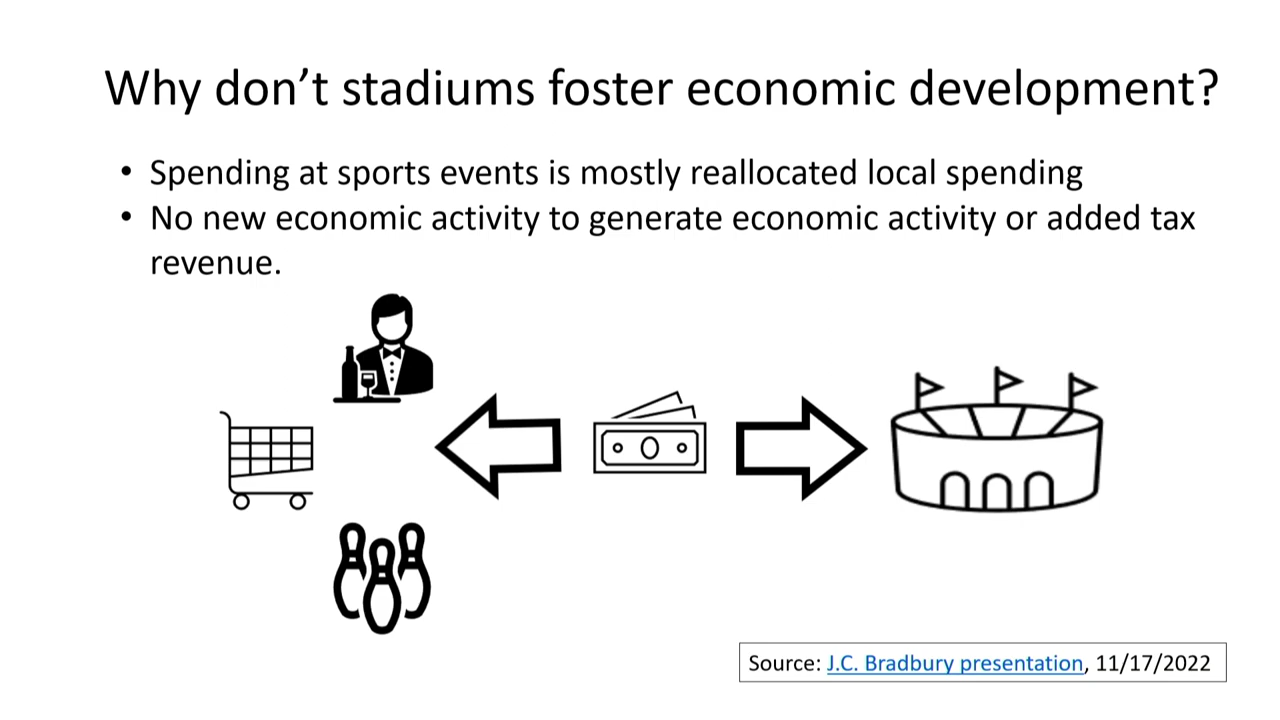 Why don’t stadiums foster economic development?
• Spending at sports events is mostly reallocated local spending
• No new economic activity to generate economic activity or added tax
revenue.
Source: J.C. Bradbury presentation, 11/17/2022